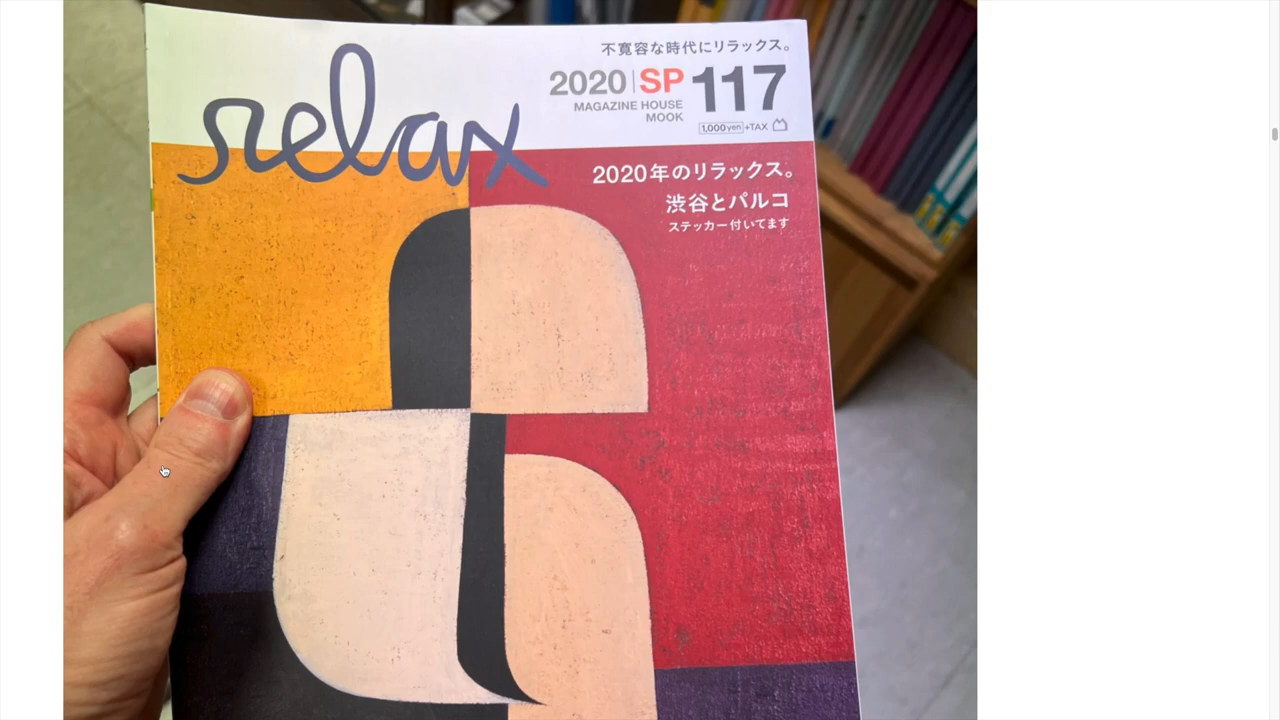 不寛容な時代にリラックス。
relax
2020 | SP 117
MAGAZINE HOUSE
MOOK
1,000yen +TAX
2020年のリラックス。
渋谷とパルコ
ステッカー付いてます